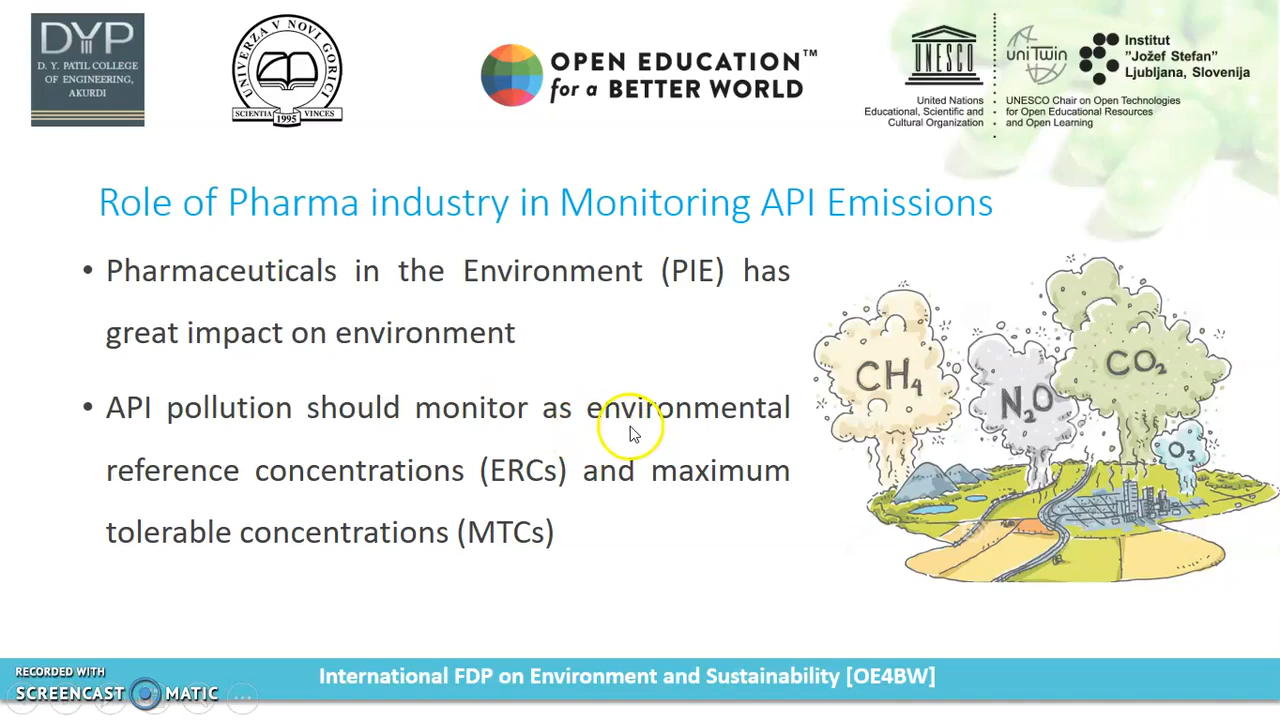 DYP
D. Y. PATIL COLLEGE
OF ENGINEERING,
AKURDI
UNIVERZA V NOVI GORICI
SCIENTIA VINCES
1995
OPEN EDUCATION™
for a BETTER WORLD
UNESCO
United Nations
Educational, Scientific and
Cultural Organization
uniTwin
Institut
"Jožef Stefan"
Ljubljana, Slovenija
UNESCO Chair on Open Technologies
for Open Educational Resources
and Open Learning
Role of Pharma industry in Monitoring API Emissions
• Pharmaceuticals in the Environment (PIE) has
great impact on environment
• API pollution should monitor as environmental
reference concentrations (ERCs) and maximum
tolerable concentrations (MTCs)
CH4
N2O
CO2
O3
International FDP on Environment and Sustainability [OE4BW]
RECORDED WITH
SCREENCAST MATIC